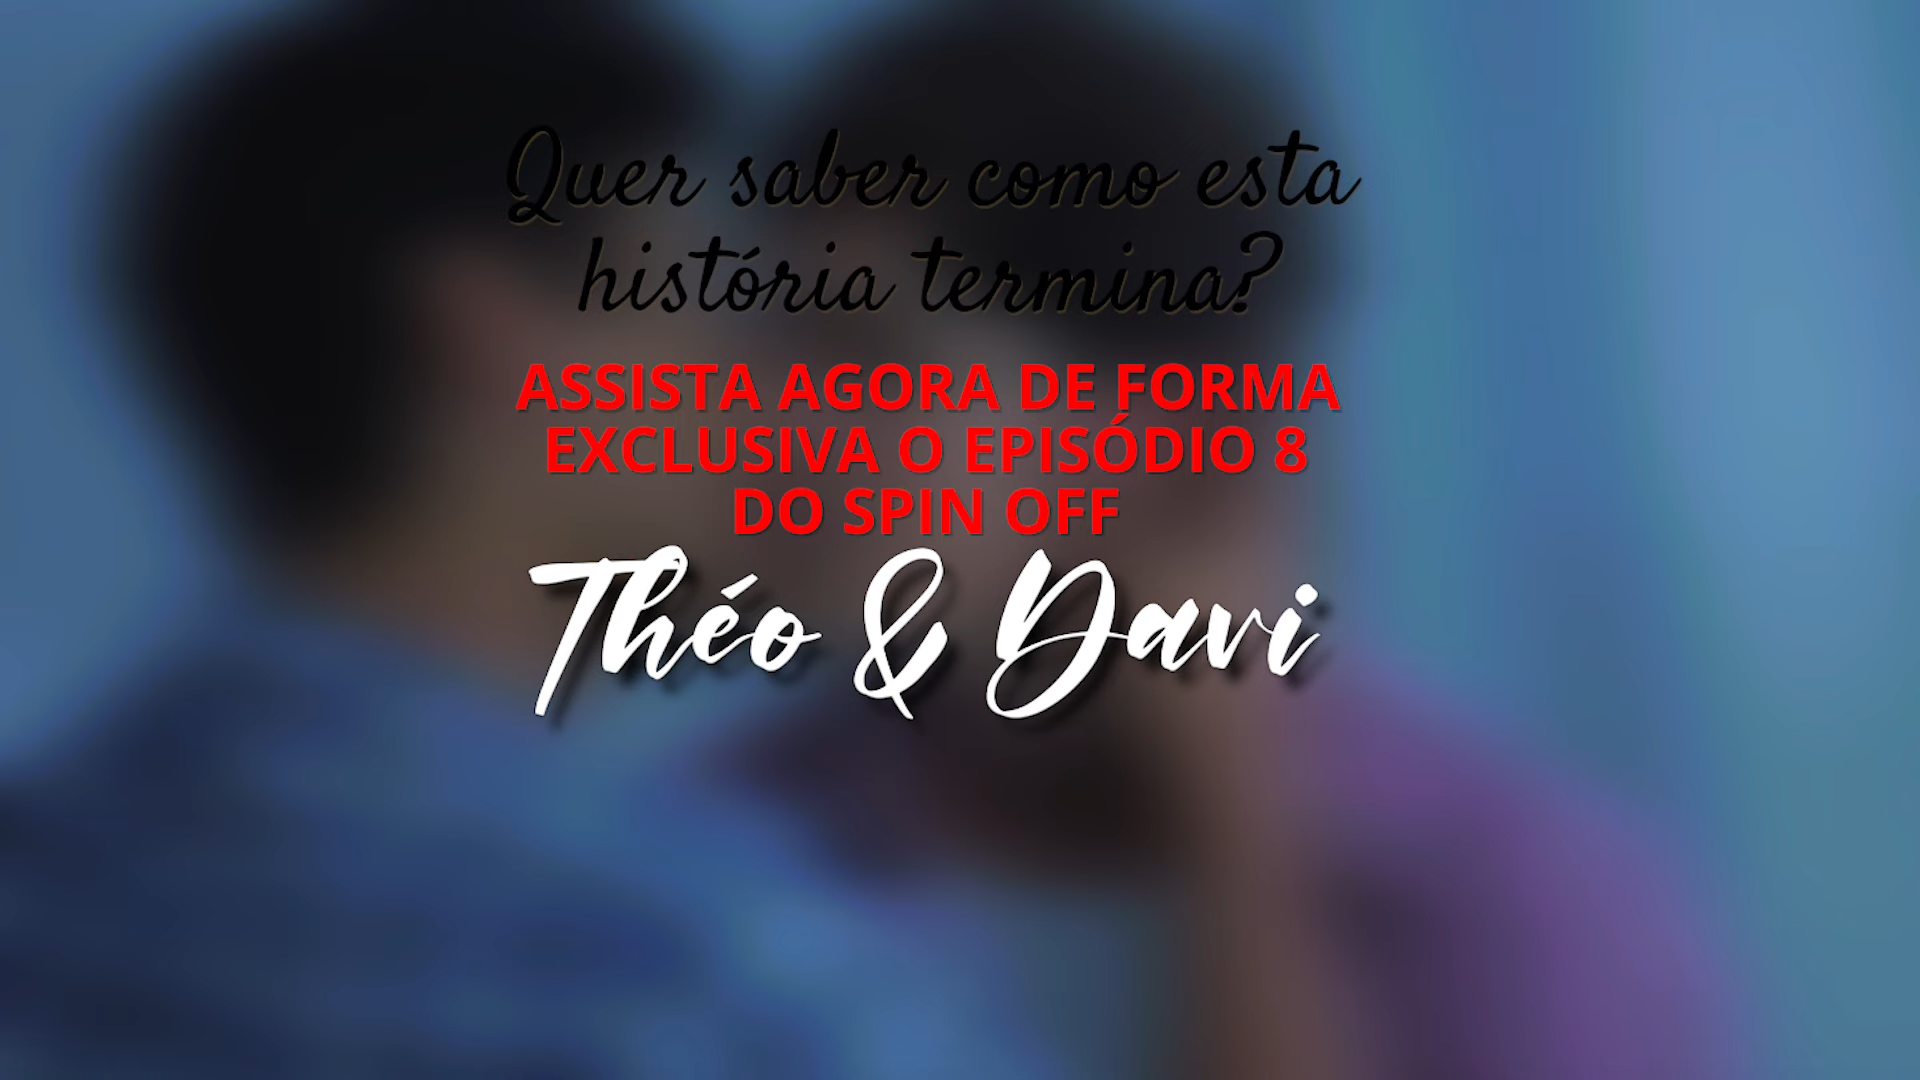 Quer saber como esta
história termina?
ASSISTA AGORA DE FORMA
EXCLUSIVA O EPISÓDIO 8
DO SPIN OFF
Théo & Davi